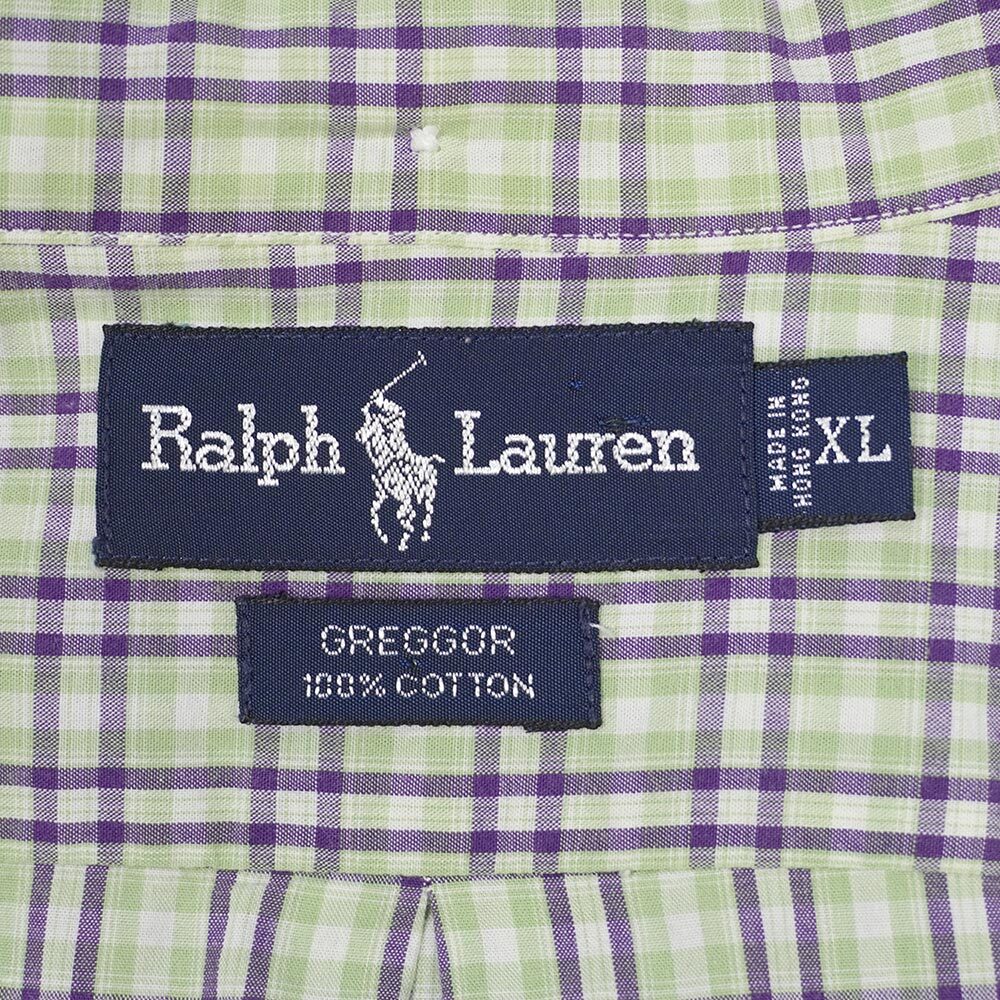 Ralph Lauren
MADE IN
HONG KONG
XL
GREGGOR
100% COTTON